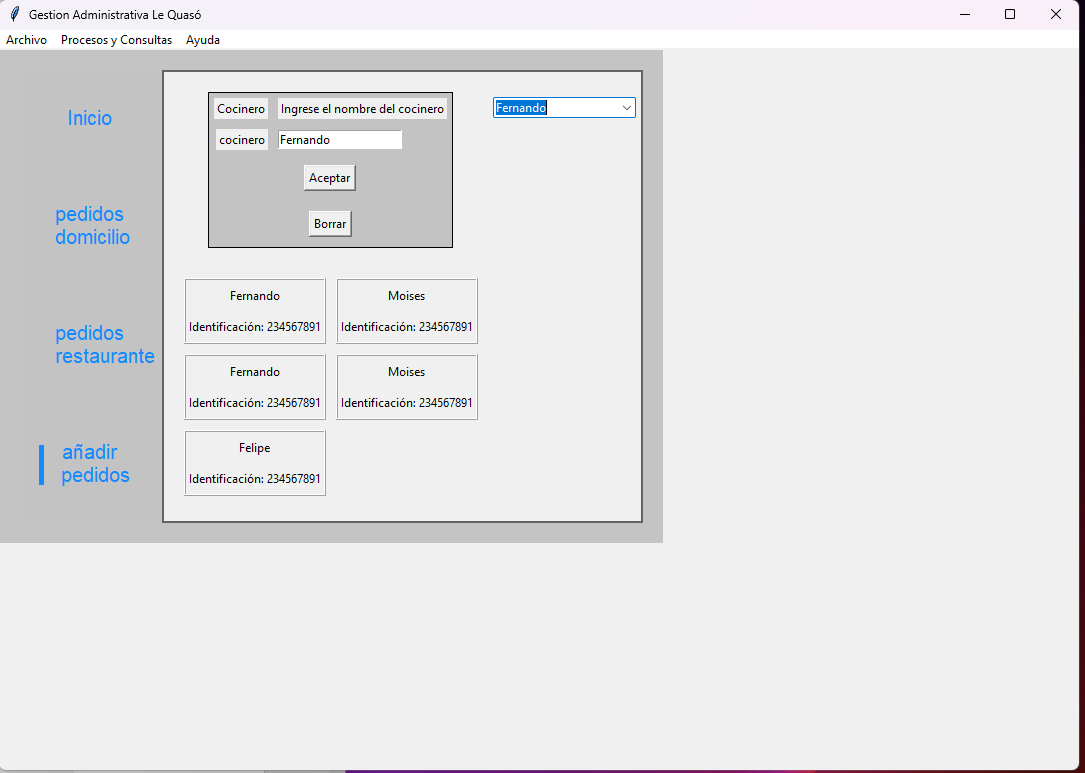 Gestion Administrativa Le Quasó
Archivo Procesos y Consultas Ayuda
Inicio
pedidos
domicilio
pedidos
restaurante
añadir
pedidos
Cocinero Ingrese el nombre del cocinero
cocinero Fernando
Aceptar
Borrar
Fernando
Fernando
Identificación: 234567891
Moises
Identificación: 234567891
Fernando
Identificación: 234567891
Moises
Identificación: 234567891
Felipe
Identificación: 234567891